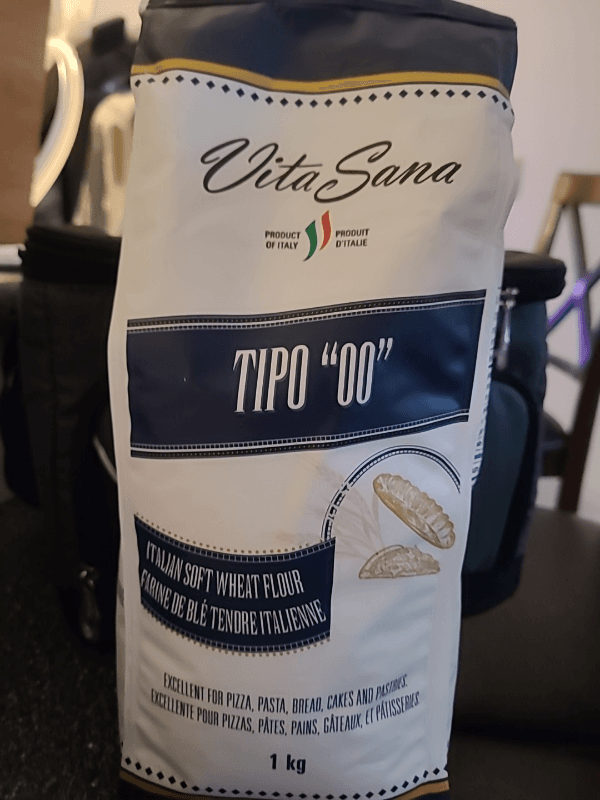 Vita Sana
PRODUCT PRODUIT
OF ITALY D'ITALIE
TIPO "00"
ITALIAN SOFT WHEAT FLOUR
FARINE DE BLÉ TENDRE ITALIENNE
EXCELLENT FOR PIZZA, PASTA, BREAD, CAKES AND PASTRIES.
EXCELLENTE POUR PIZZAS, PÂTES, PAINS, GÂTEAUX, ET PÂTISSERIES.
1 kg